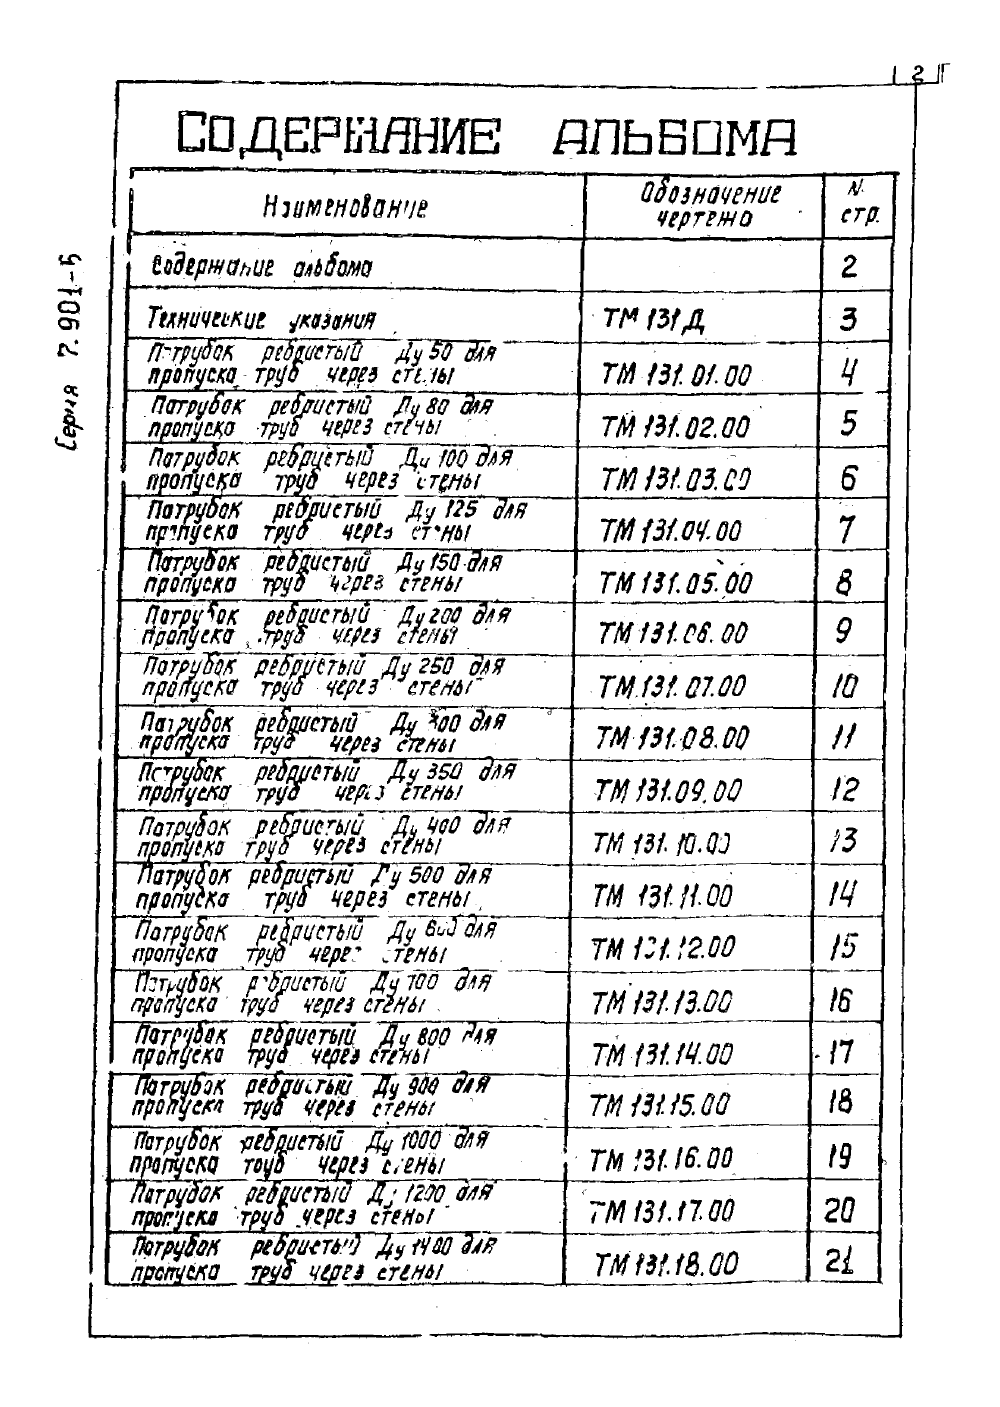 2
СОДЕРЖАНИЕ АЛЬБОМА
Серия 7.901-5
Наименование
Обозначение
чертежа
N
стр.
Содержание альбома
2
Технические указания
ТМ 131 Д
3
Патрубок ребристый Ду 50 для
пропуска труб через стены
ТМ 131.01.00
4
Патрубок ребристый Ду 80 для
пропуска труб через стены
ТМ 131.02.00
5
Патрубок ребристый Ду 100 для
пропуска труб через стены
ТМ 131.03.00
6
Патрубок ребристый Ду 125 для
пропуска труб через стены
ТМ 131.04.00
7
Патрубок ребристый Ду 150 для
пропуска труб через стены
ТМ 131.05.00
8
Патрубок ребристый Ду 200 для
пропуска труб через стены
ТМ 131.06.00
9
Патрубок ребристый Ду 250 для
пропуска труб через стены
ТМ.131.07.00
10
Патрубок ребристый Ду 300 для
пропуска труб через стены
ТМ 131.08.00
11
Патрубок ребристый Ду 350 для
пропуска труб через стены
ТМ 131.09.00
12
Патрубок ребристый Ду 400 для
пропуска труб через стены
ТМ 131.10.00
13
Патрубок ребристый Ду 500 для
пропуска труб через стены
ТМ 131.11.00
14
Патрубок ребристый Ду 600 для
пропуска труб через стены
ТМ 131.12.00
15
Патрубок ребристый Ду 700 для
пропуска труб через стены
ТМ 131.13.00
16
Патрубок ребристый Ду 800 для
пропуска труб через стены
ТМ 131.14.00
17
Патрубок ребристый Ду 900 для
пропуска труб через стены
ТМ 131.15.00
18
Патрубок ребристый Ду 1000 для
пропуска труб через стены
ТМ 131.16.00
19
Патрубок ребристый Ду 1200 для
пропуска труб через стены
ТМ 131.17.00
20
Патрубок ребристый Ду 1400 для
пропуска труб через стены
ТМ 131.18.00
21